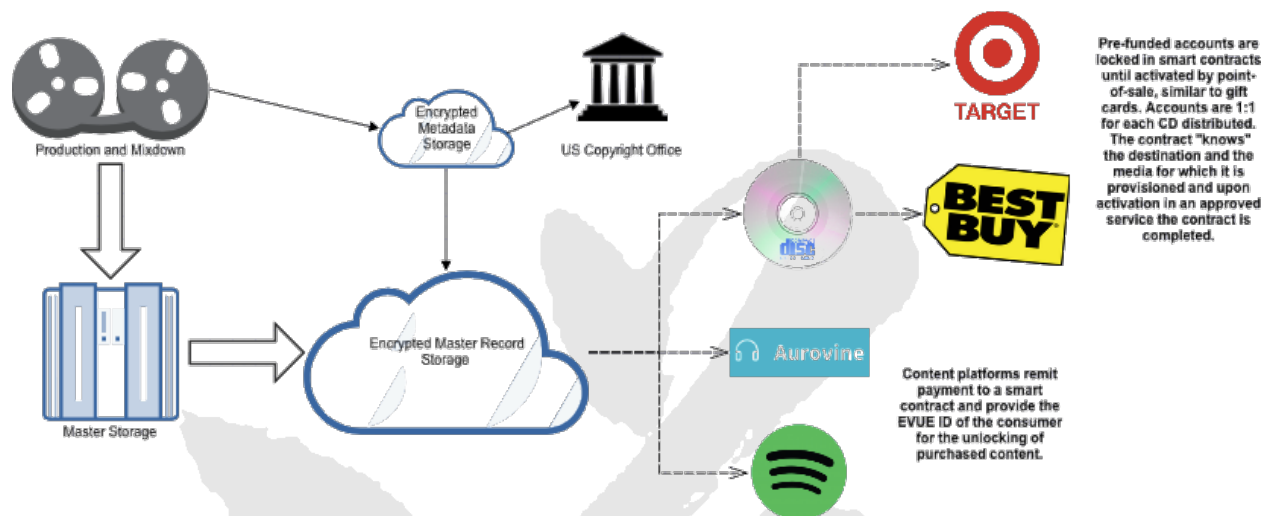 Production and Mixdown
Encrypted
Metadata
Storage
US Copyright Office
TARGET
Pre-funded accounts are
locked in smart contracts
until activated by point-
of-sale, similar to gift
cards. Accounts are 1:1
for each CD distributed.
The contract "knows"
the destination and the
media for which it is
provisioned and upon
activation in an approved
service the contract is
completed.
BEST
BUY
disc
Master Storage
Encrypted Master Record
Storage
Aurovine
Content platforms remit
payment to a smart
contract and provide the
EVUE ID of the consumer
for the unlocking of
purchased content.